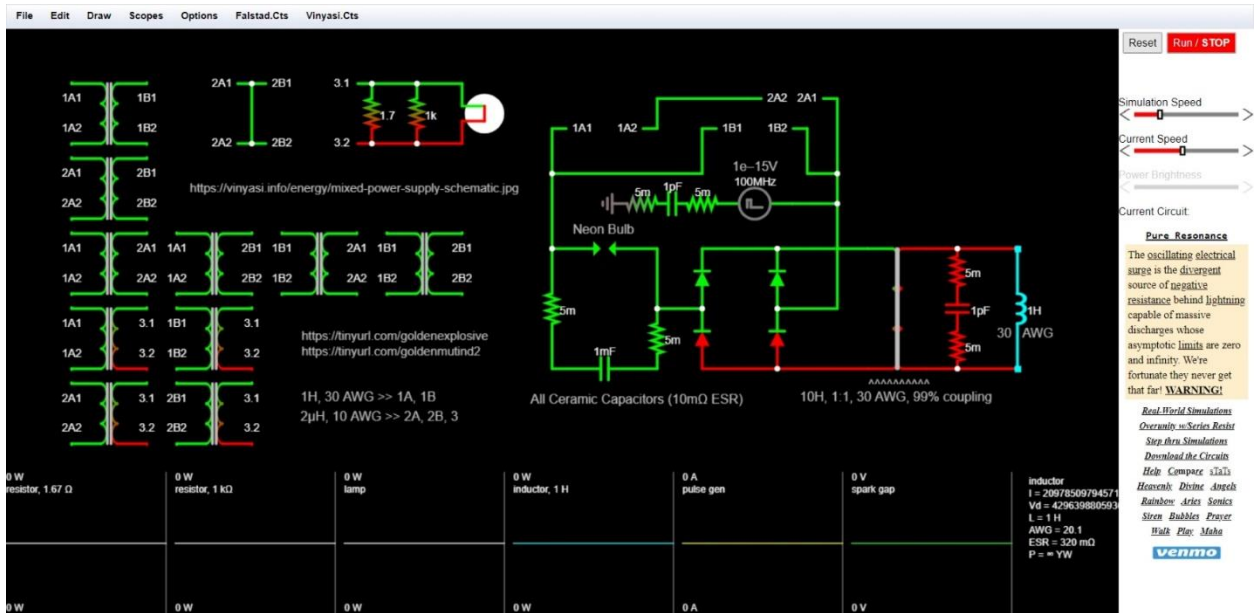 File Edit Draw Scopes Options Falstad.Cts Vinyasi.Cts
Reset Run / STOP
Simulation Speed
Current Speed
Power Brightness
Current Circuit:
Pure Resonance
The oscillating electrical
surge is the divergent
source of negative
resistance behind lightning
capable of massive
discharges whose
asymptotic limits are zero
and infinity. We're
fortunate they never get
that far! WARNING!
Real-World Simulations
Overunity w/Series Resist
Step thru Simulations
Download the Circuits
Help Compare sTaTs
Heavenly Divine Angels
Rainbow Aries Sonics
Siren Bubbles Prayer
Walk Play Maha
venmo
1A1 1B1
1A2 1B2
2A1 2B1
2A2 2B2
2A1 2B1
2A2 2B2
3.1
1.7 1k
3.2
https://vinyasi.info/energy/mixed-power-supply-schematic.jpg
1A1 2A1 1A1 2B1 1B1 2A1 1B1 2B1
1A2 2A2 1A2 2B2 1B2 2A2 1B2 2B2
1A1 3.1 1B1 3.1
1A2 3.2 1B2 3.2
2A1 3.1 2B1 3.1
2A2 3.2 2B2 3.2
https://tinyurl.com/goldenexplosive
https://tinyurl.com/goldenmutind2
1H, 30 AWG >> 1A, 1B
2μH, 10 AWG >> 2A, 2B, 3
2A2 2A1
1A1 1A2 1B1 1B2
1e-15V
100MHz
5m 1pF 5m
Neon Bulb
5m
5m
1mF
5m
1pF
5m
1H
30 AWG
All Ceramic Capacitors (10mΩ ESR)
^^^^^^^^^^
10H, 1:1, 30 AWG, 99% coupling
0 W
resistor, 1.67 Ω
0 W
0 W
resistor, 1 kΩ
0 W
0 W
lamp
0 W
0 W
inductor, 1 H
0 W
0 A
pulse gen
0 A
0 V
spark gap
0 V
inductor
I = 20978509794571
Vd = 42963988059
L = 1 H
AWG = 20.1
ESR = 320 mΩ
P = ∞ YW